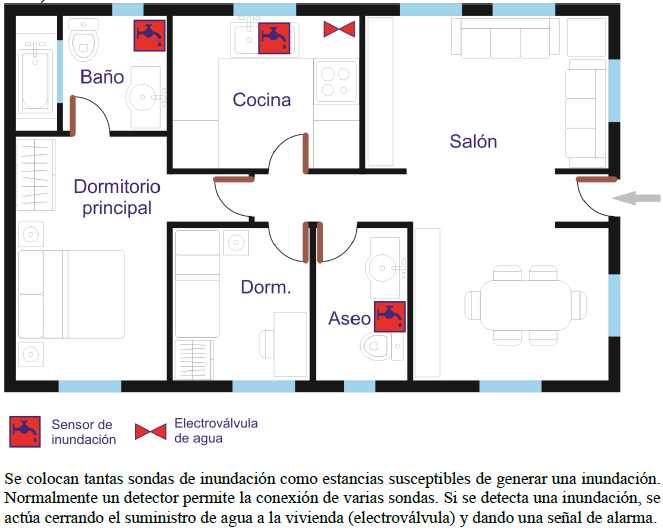 Baño
Cocina
Salón
Dormitorio
principal
Dorm.
Aseo
Sensor de
inundación
Electroválvula
de agua
Se colocan tantas sondas de inundación como estancias susceptibles de generar una inundación.
Normalmente un detector permite la conexión de varias sondas. Si se detecta una inundación, se
actúa cerrando el suministro de agua a la vivienda (electroválvula) y dando una señal de alarma.